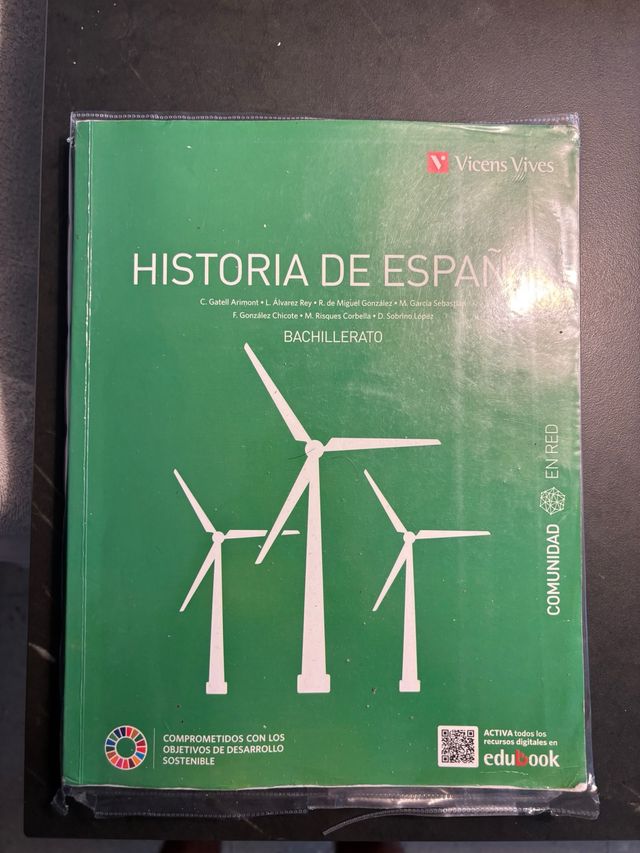 Vicens Vives
HISTORIA DE ESPAÑ
C. Gatell Arimont • L. Álvarez Rey • R. de Miguel González • M. García Sebastián
F. González Chicote • M. Risques Corbella • D. Sobrino López
BACHILLERATO
COMUNIDAD EN RED
COMPROMETIDOS CON LOS
OBJETIVOS DE DESARROLLO
SOSTENIBLE
ACTIVA todos los
recursos digitales en
edubook